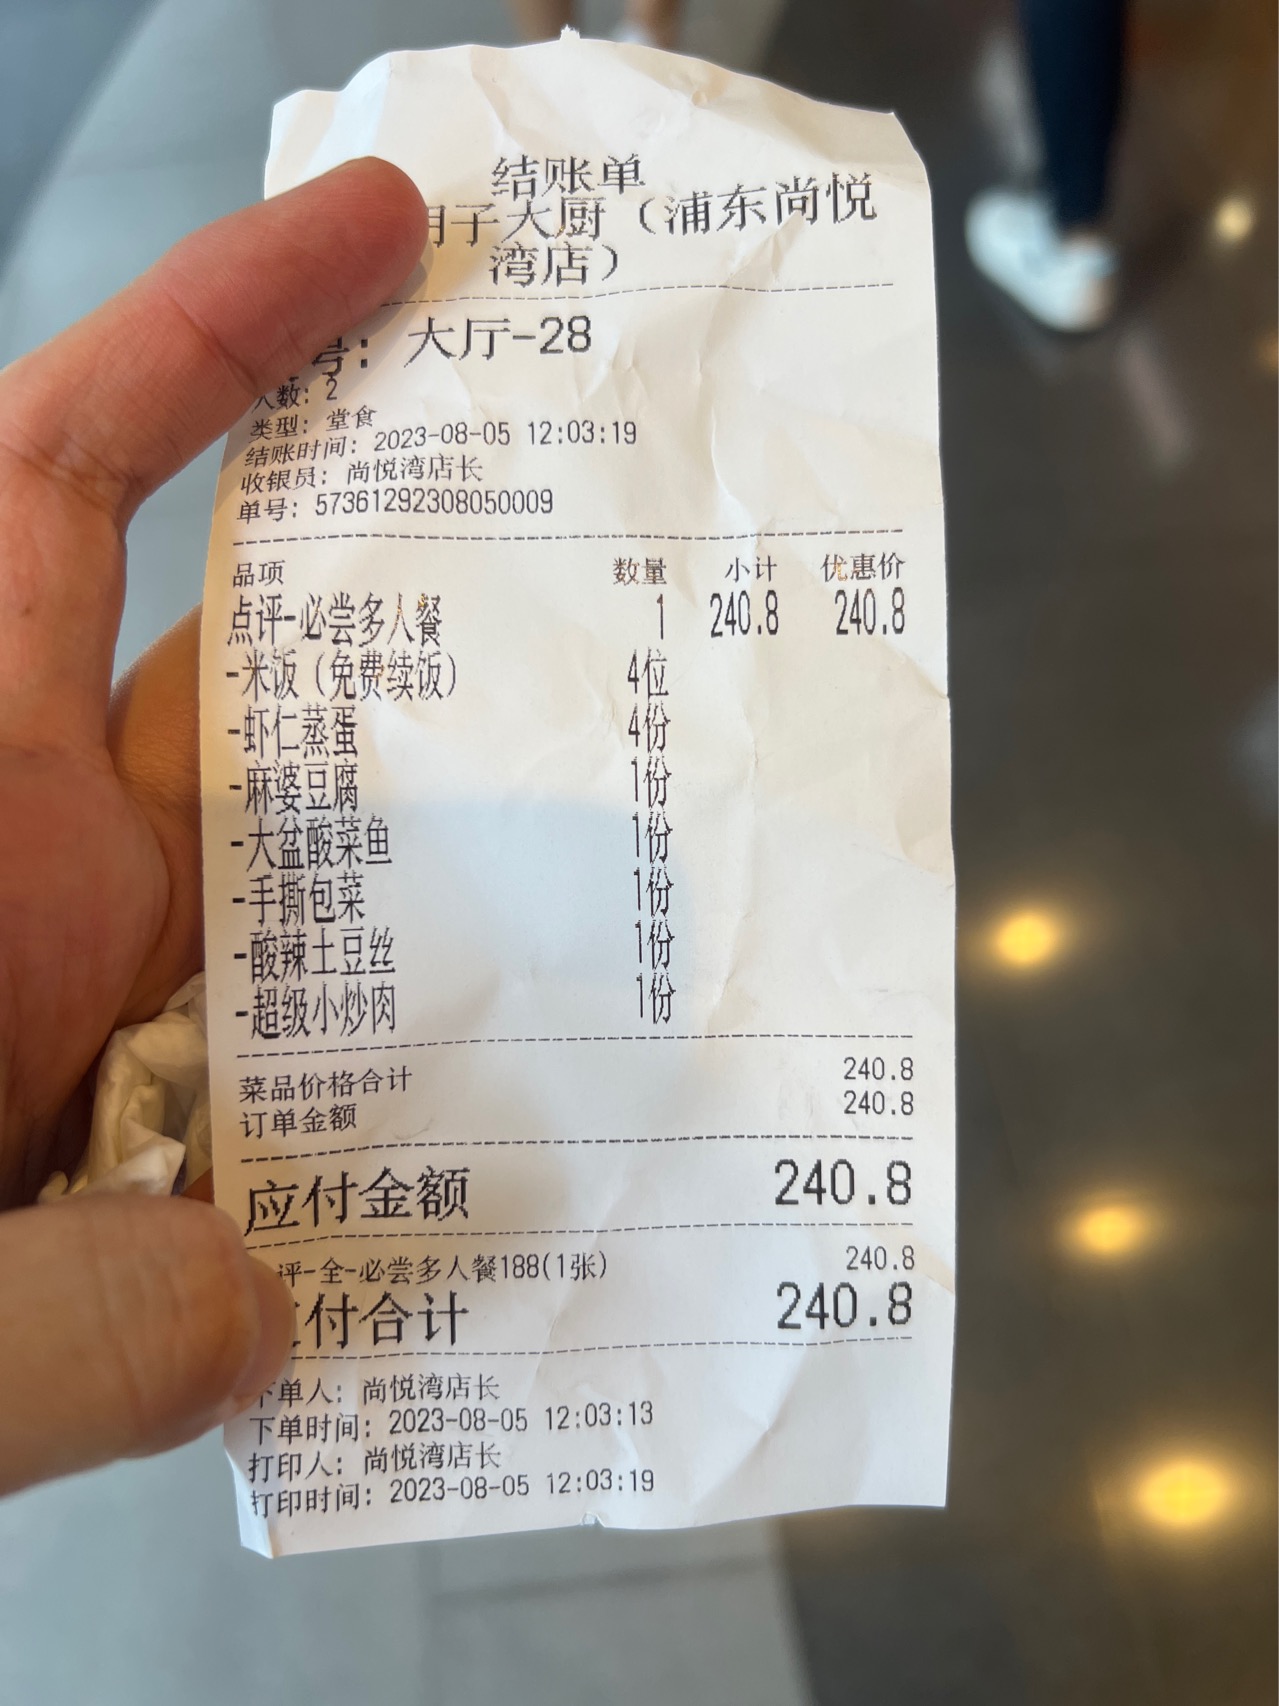 结账单
子大厨（浦东尚悦
湾店）
号：大厅-28
人数：2
类型：堂食
结账时间：2023-08-05 12:03:19
收银员：尚悦湾店长
单号：57361292308050009
品项 数量 小计 优惠价
点评-必尝多人餐 1 240.8 240.8
-米饭（免费续饭） 4位
-虾仁蒸蛋 4份
-麻婆豆腐 1份
-大盆酸菜鱼 1份
-手撕包菜 1份
-酸辣土豆丝 1份
-超级小炒肉 1份
菜品价格合计 240.8
订单金额 240.8
应付金额 240.8
评-全-必尝多人餐188(1张) 240.8
付合计 240.8
下单人：尚悦湾店长
下单时间：2023-08-05 12:03:13
打印人：尚悦湾店长
打印时间：2023-08-05 12:03:19